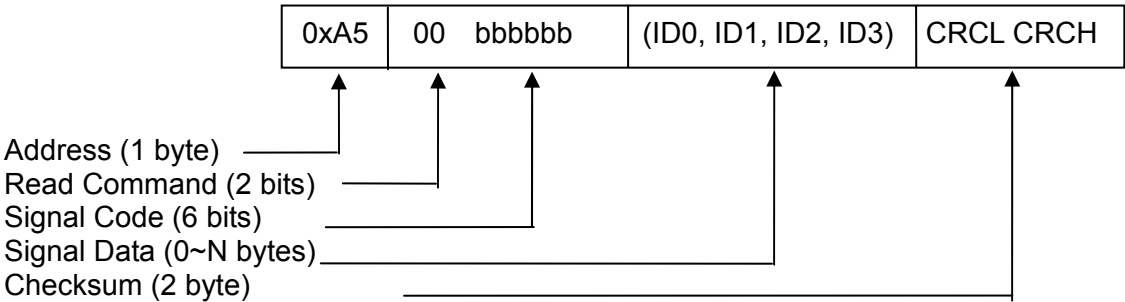 0xA5 00 bbbbbb (ID0, ID1, ID2, ID3) CRCL CRCH
Address (1 byte)
Read Command (2 bits)
Signal Code (6 bits)
Signal Data (0~N bytes)
Checksum (2 byte)